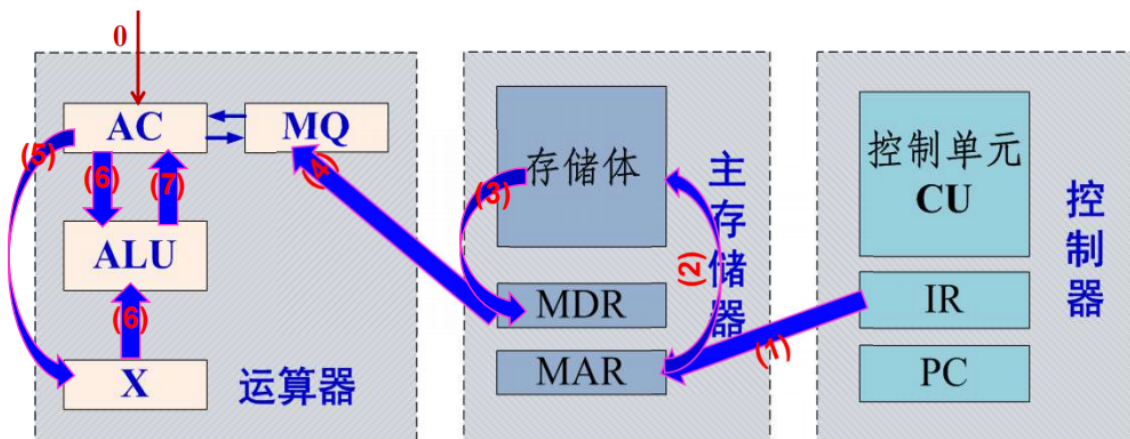 0
AC
MQ
(5)
(6)
(7)
(4)
ALU
(6)
X
运算器
存储体
(3)
(2)
MDR
MAR
主存储器
(1)
控制单元
CU
IR
PC
控制器